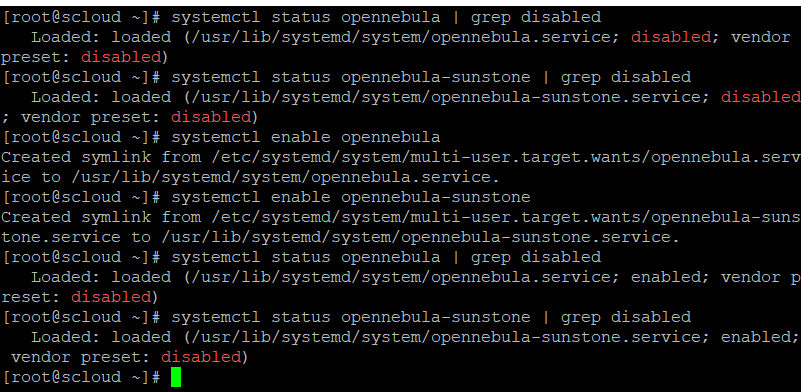 [root@scloud ~]# systemctl status opennebula | grep disabled
   Loaded: loaded (/usr/lib/systemd/system/opennebula.service; disabled; vendor
preset: disabled)
[root@scloud ~]# systemctl status opennebula-sunstone | grep disabled
   Loaded: loaded (/usr/lib/systemd/system/opennebula-sunstone.service; disabled
; vendor preset: disabled)
[root@scloud ~]# systemctl enable opennebula
Created symlink from /etc/systemd/system/multi-user.target.wants/opennebula.serv
ice to /usr/lib/systemd/system/opennebula.service.
[root@scloud ~]# systemctl enable opennebula-sunstone
Created symlink from /etc/systemd/system/multi-user.target.wants/opennebula-suns
tone.service to /usr/lib/systemd/system/opennebula-sunstone.service.
[root@scloud ~]# systemctl status opennebula | grep disabled
   Loaded: loaded (/usr/lib/systemd/system/opennebula.service; enabled; vendor p
reset: disabled)
[root@scloud ~]# systemctl status opennebula-sunstone | grep disabled
   Loaded: loaded (/usr/lib/systemd/system/opennebula-sunstone.service; enabled;
 vendor preset: disabled)
[root@scloud ~]#